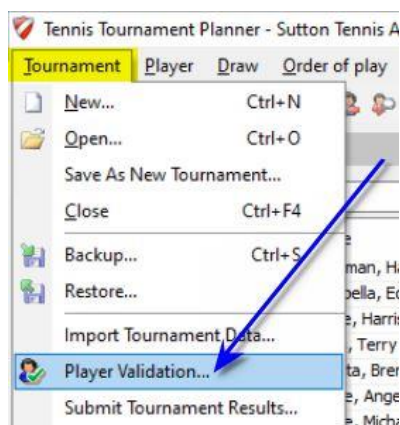 Tennis Tournament Planner - Sutton Tennis A
Tournament Player Draw Order of play
New... Ctrl+N
Open... Ctrl+O
Save As New Tournament...
Close Ctrl+F4
Backup... Ctrl+S
man, Ha
Restore...
bella, Ed
e, Harris
Import Tournament Data...
, Terry
Player Validation...
ta, Bren
e, Ange
Submit Tournament Results...
e, Micha